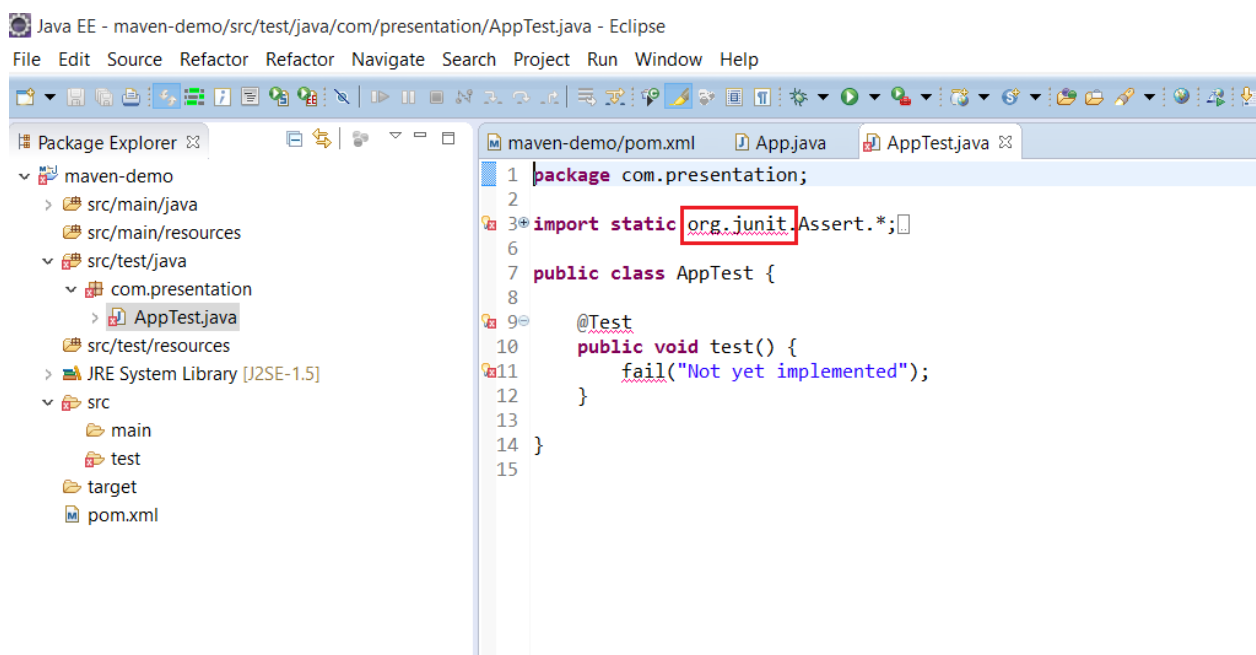 Java EE - maven-demo/src/test/java/com/presentation/AppTest.java - Eclipse
File Edit Source Refactor Refactor Navigate Search Project Run Window Help
Package Explorer
maven-demo/pom.xml App.java AppTest.java
maven-demo
src/main/java
src/main/resources
src/test/java
com.presentation
AppTest.java
src/test/resources
JRE System Library [J2SE-1.5]
src
main
test
target
pom.xml
1 package com.presentation;
2
3 import static org.junit.Assert.*;
6
7 public class AppTest {
8
9 @Test
10 public void test() {
11 fail("Not yet implemented");
12 }
13
14 }
15